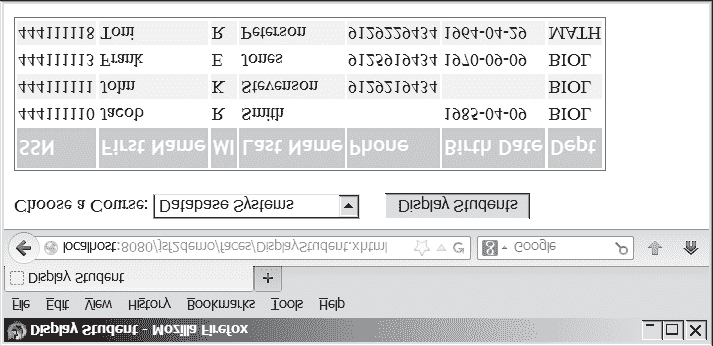 Display Student - Mozilla Firefox
File Edit View History Bookmarks Tools Help
Display Student +
localhost:8080/jsf2demo/faces/DisplayStudent.xhtml Google
Choose a Course: Database Systems Display Students
SSN First Name MI Last Name Phone Birth Date Dept
444111110 Jacob R Smith 1985-04-09 BIOL
444111111 John K Stevenson 9129219434 BIOL
444111113 Frank E Jones 9125919434 1970-09-09 BIOL
444111118 Toni R Peterson 9129229434 1964-04-29 MATH